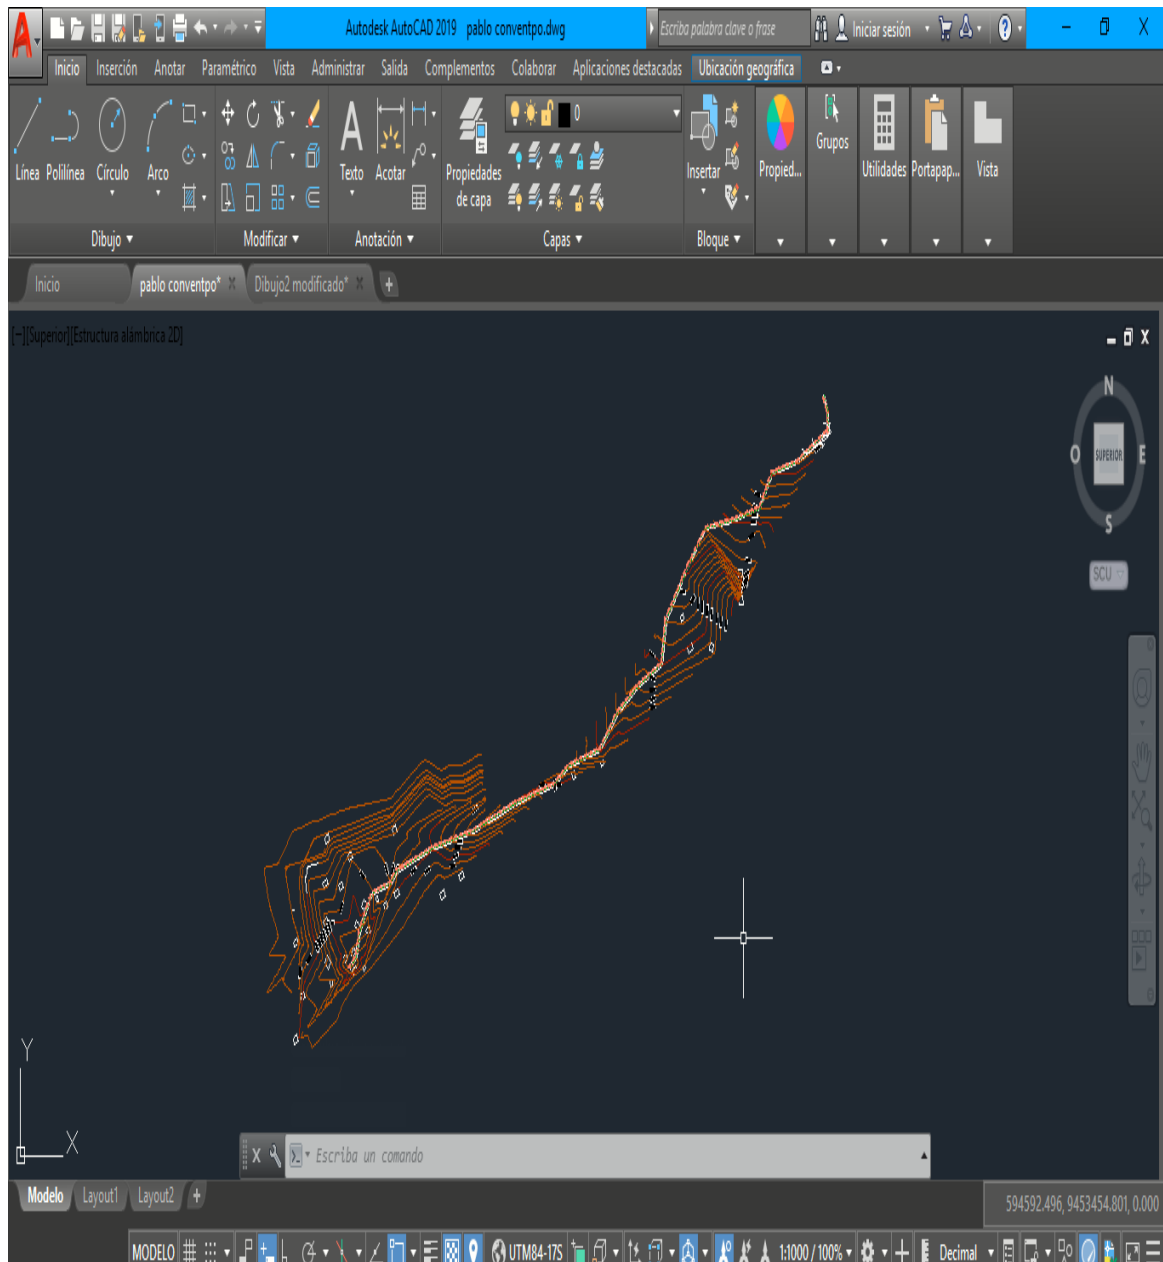 Autodesk AutoCAD 2019 pablo conventpo.dwg
Escriba palabra clave o frase
Iniciar sesión
Inicio Inserción Anotar Paramétrico Vista Administrar Salida Complementos Colaborar Aplicaciones destacadas Ubicación geográfica
0
Línea Polilínea Círculo Arco
Texto Acotar
Propiedades de capa
Insertar
Propied...
Grupos
Utilidades
Portapap...
Vista
Dibujo Modificar Anotación Capas Bloque
Inicio pablo conventpo* Dibujo2 modificado*
[−][Superior][Estructura alámbrica 2D]
N
O SUPERIOR E
S
SCU
Y
X
Escriba un comando
Modelo Layout1 Layout2 +
594592.496, 9453454.801, 0.000
MODELO UTM84-17S 1:1000 / 100% Decimal